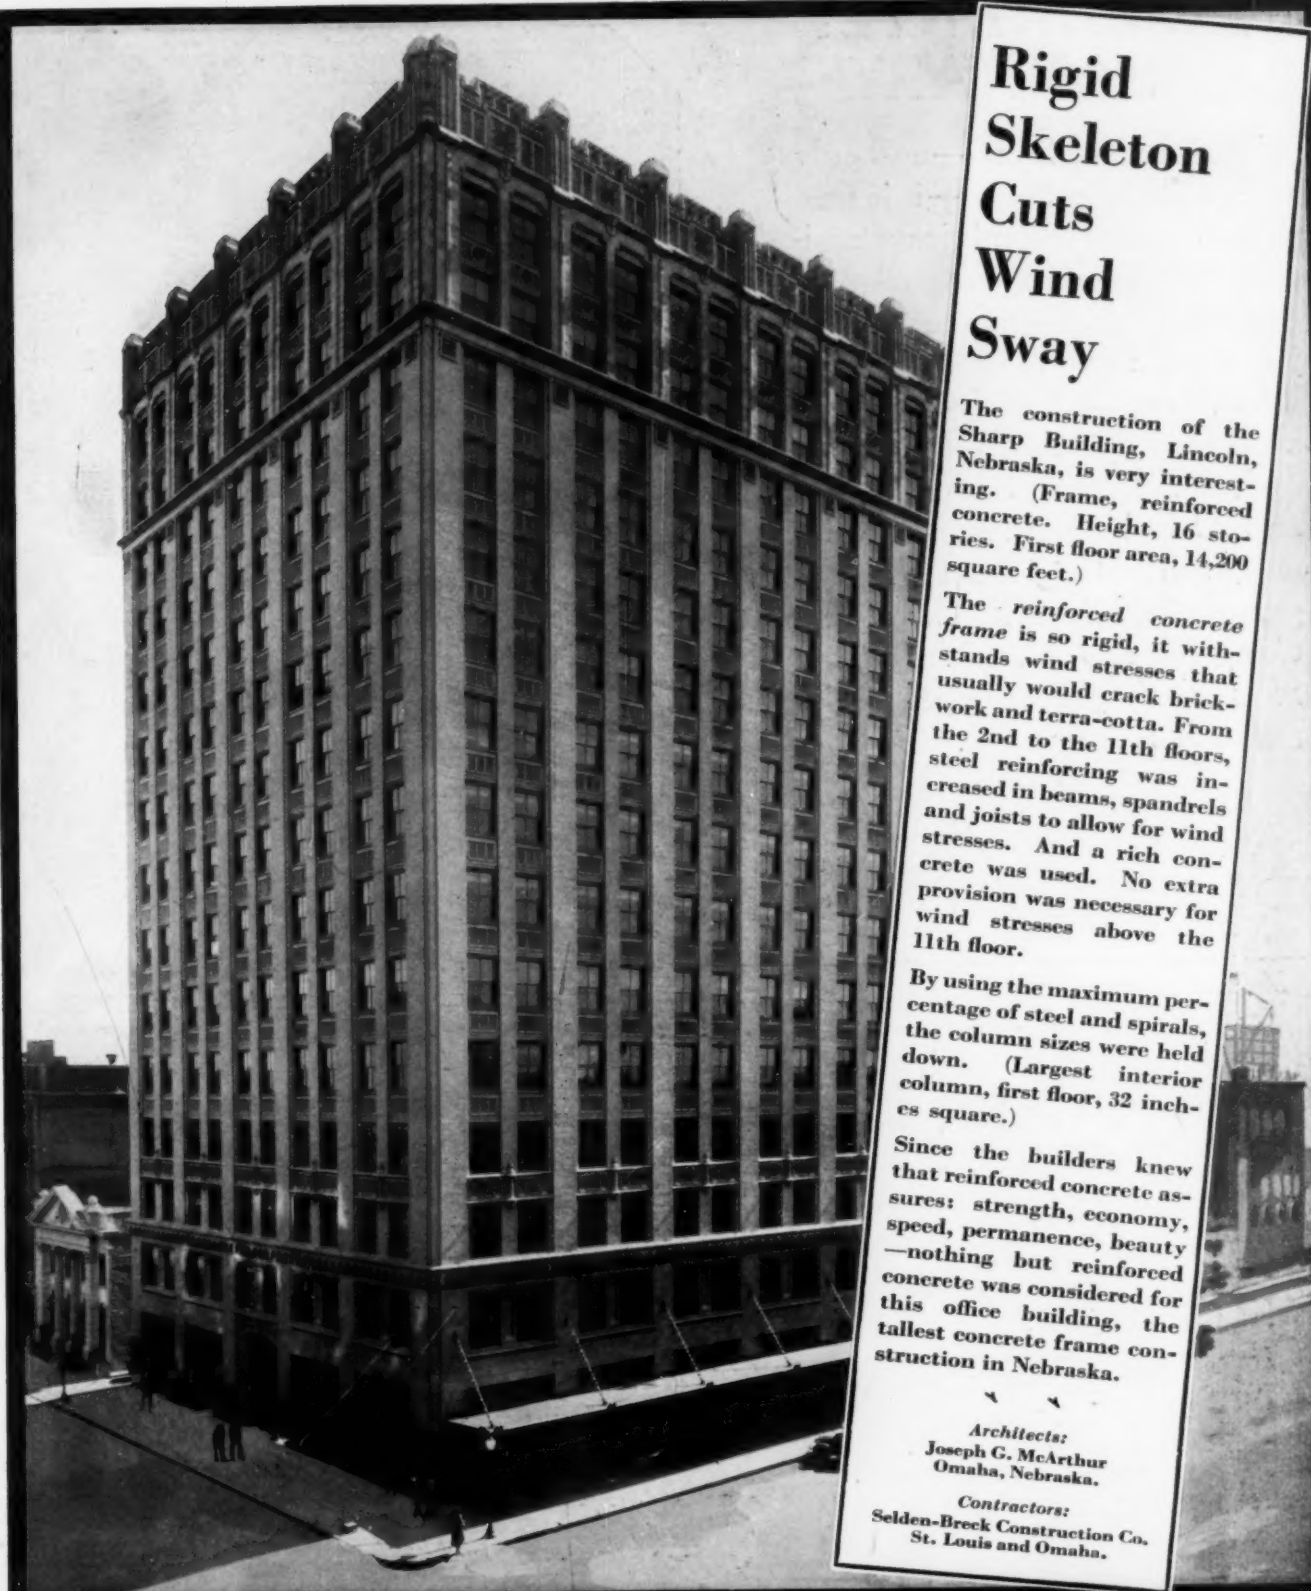 Rigid
Skeleton
Cuts
Wind
Sway
The construction of the
Sharp Building, Lincoln,
Nebraska, is very interest-
ing. (Frame, reinforced
concrete. Height, 16 sto-
ries. First floor area, 14,200
square feet.)
The reinforced concrete
frame is so rigid, it with-
stands wind stresses that
usually would crack brick-
work and terra-cotta. From
the 2nd to the 11th floors,
steel reinforcing was in-
creased in beams, spandrels
and joists to allow for wind
stresses. And a rich con-
crete was used. No extra
provision was necessary for
wind stresses above the
11th floor.
By using the maximum per-
centage of steel and spirals,
the column sizes were held
down. (Largest interior
column, first floor, 32 inch-
es square.)
Since the builders knew
that reinforced concrete as-
sures: strength, economy,
speed, permanence, beauty
—nothing but reinforced
concrete was considered for
this office building, the
tallest concrete frame con-
struction in Nebraska.
Architects:
Joseph G. McArthur
Omaha, Nebraska.
Contractors:
Selden-Breck Construction Co.
St. Louis and Omaha.